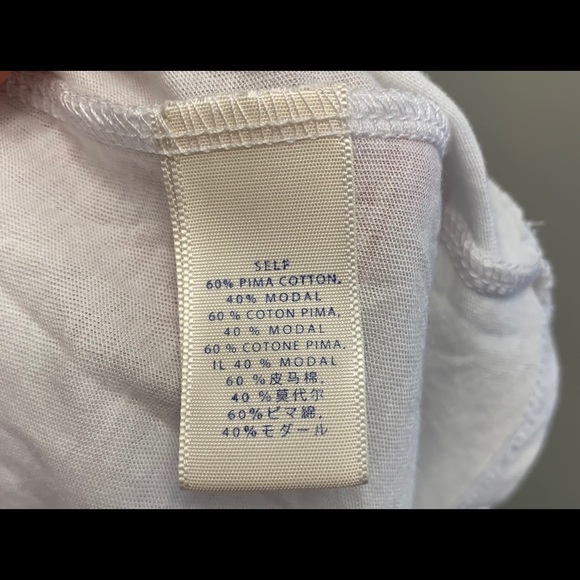 SELF
60% PIMA COTTON,
40% MODAL
60 % COTON PIMA,
40 % MODAL
60 % COTONE PIMA,
IL 40 % MODAL
60 %皮马棉,
40 %莫代尔
60%ピマ綿,
40%モダール